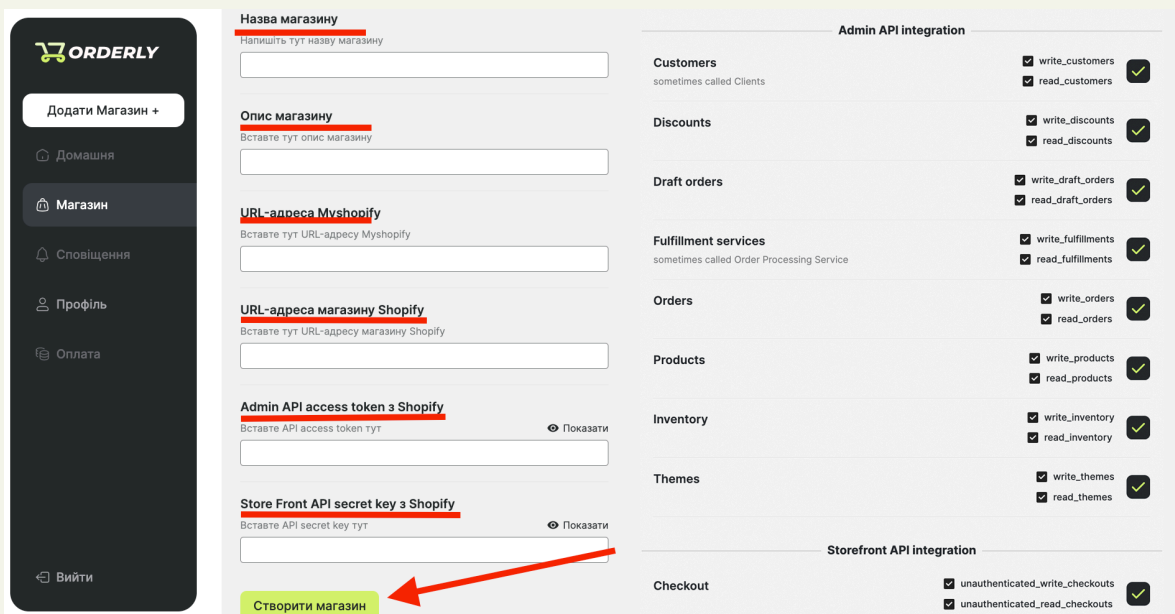 ORDERLY
Додати Магазин +
Домашня
Магазин
Сповіщення
Профіль
Оплата
Вийти
Назва магазину
Напишіть тут назву магазину
Опис магазину
Вставте тут опис магазину
URL-адреса Myshopify
Вставте тут URL-адресу Myshopify
URL-адреса магазину Shopify
Вставте тут URL-адресу магазину Shopify
Admin API access token з Shopify
Вставте API access token тут Показати
Store Front API secret key з Shopify
Вставте API secret key тут Показати
Створити магазин
Admin API integration
Customers
sometimes called Clients
write_customers
read_customers
Discounts
write_discounts
read_discounts
Draft orders
write_draft_orders
read_draft_orders
Fulfillment services
sometimes called Order Processing Service
write_fulfillments
read_fulfillments
Orders
write_orders
read_orders
Products
write_products
read_products
Inventory
write_inventory
read_inventory
Themes
write_themes
read_themes
Storefront API integration
Checkout
unauthenticated_write_checkouts
unauthenticated_read_checkouts